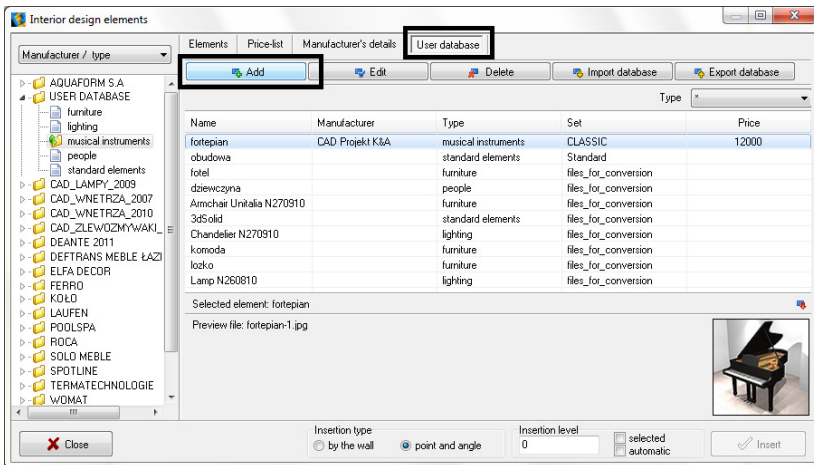 Interior design elements
Manufacturer / type
Elements Price-list Manufacturer's details User database
Add Edit Delete Import database Export database
Type *
AQUAFORM S.A
USER DATABASE
furniture
lighting
musical instruments
people
standard elements
CAD_LAMPY_2009
CAD_WNETRZA_2007
CAD_WNETRZA_2010
CAD_ZLEWOZMYWAKI_
DEANTE 2011
DEFTRANS MEBLE ŁAZI
ELFA DECOR
FERRO
KOŁO
LAUFEN
POOLSPA
ROCA
SOLO MEBLE
SPOTLINE
TERMATECHNOLOGIE
WOMAT
Name Manufacturer Type Set Price
fortepian CAD Projekt K&A musical instruments CLASSIC 12000
obudowa standard elements Standard
fotel furniture files_for_conversion
dziewczyna people files_for_conversion
Armchair Unitalia N270910 furniture files_for_conversion
3dSolid standard elements files_for_conversion
Chandelier N270910 lighting files_for_conversion
komoda furniture files_for_conversion
lozko furniture files_for_conversion
Lamp N260810 lighting files_for_conversion
Selected element: fortepian
Preview file: fortepian-1.jpg
Close
Insertion type
by the wall point and angle
Insertion level
0
selected
automatic
Insert